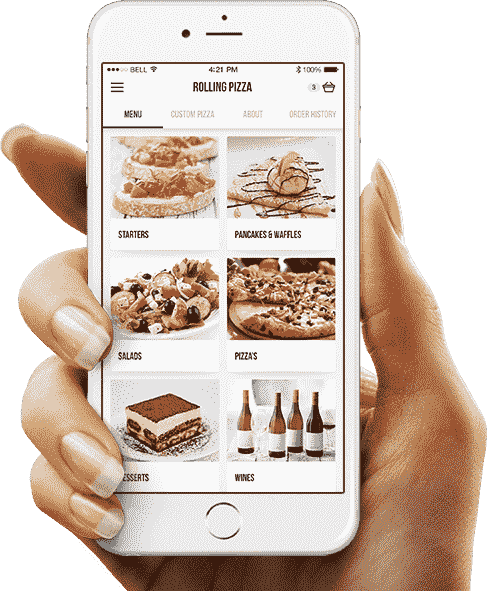 BELL 4:21 PM 100%
ROLLING PIZZA 3
MENU CUSTOM PIZZA ABOUT ORDER HISTORY
STARTERS PANCAKES & WAFFLES
SALADS PIZZA'S
DESSERTS WINES